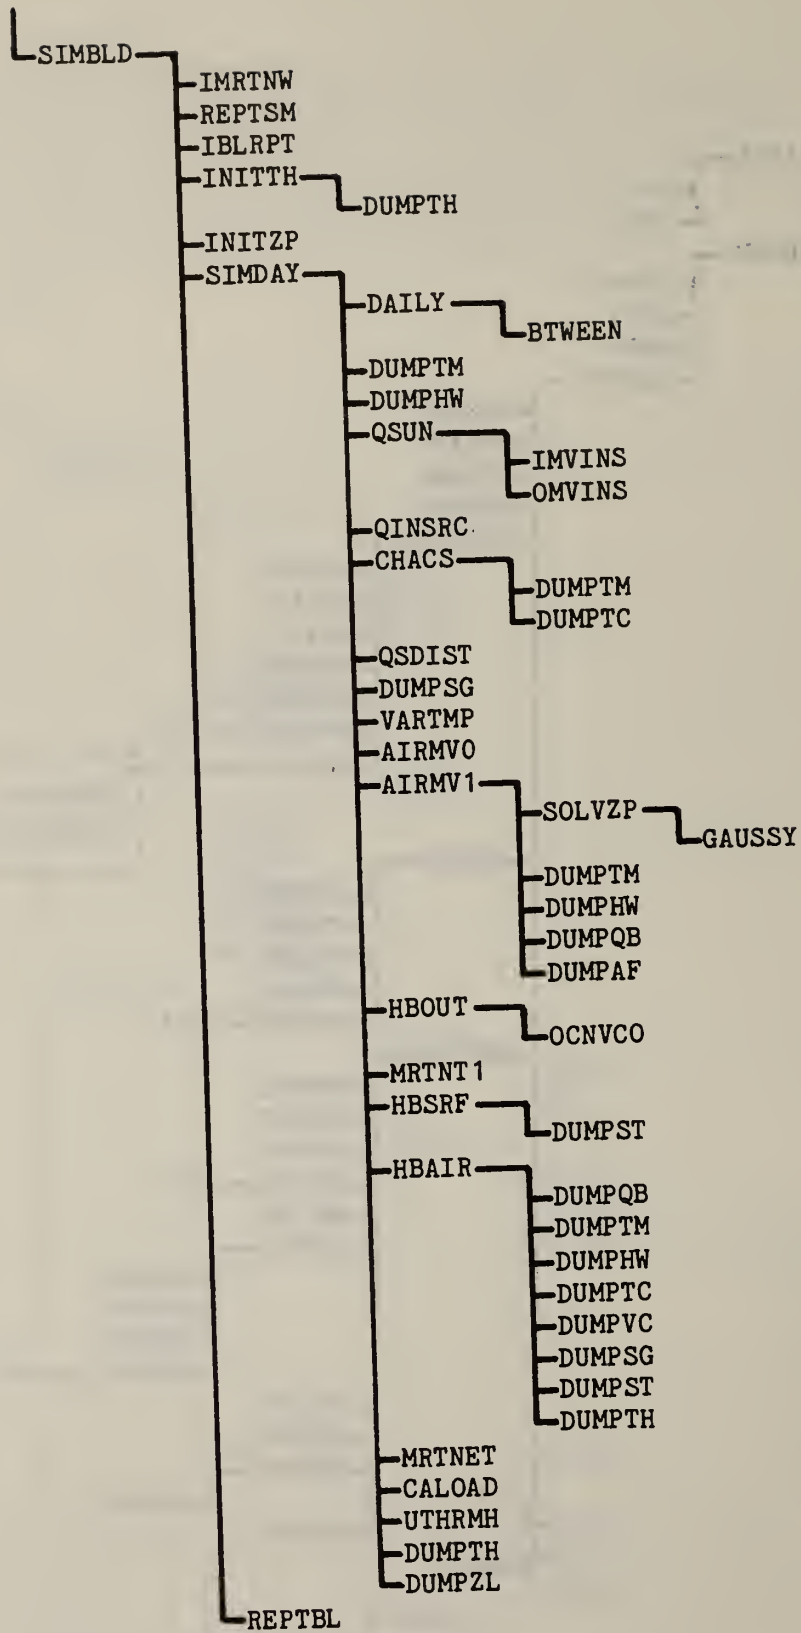 SIMBLD
IMRTNW
REPTSM
IBLRPT
INITTH
DUMPTH
INITZP
SIMDAY
DAILY
BTWEEN
DUMPTM
DUMPHW
QSUN
IMVINS
OMVINS
QINSRC
CHACS
DUMPTM
DUMPTC
QSDIST
DUMPSG
VARTMP
AIRMVO
AIRMV1
SOLVZP
GAUSSY
DUMPTM
DUMPHW
DUMPQB
DUMPAF
HBOUT
OCNVCO
MRTNT1
HBSRF
DUMPST
HBAIR
DUMPQB
DUMPTM
DUMPHW
DUMPTC
DUMPVC
DUMPSG
DUMPST
DUMPTH
MRTNET
CALOAD
UTHRMH
DUMPTH
DUMPZL
REPTBL